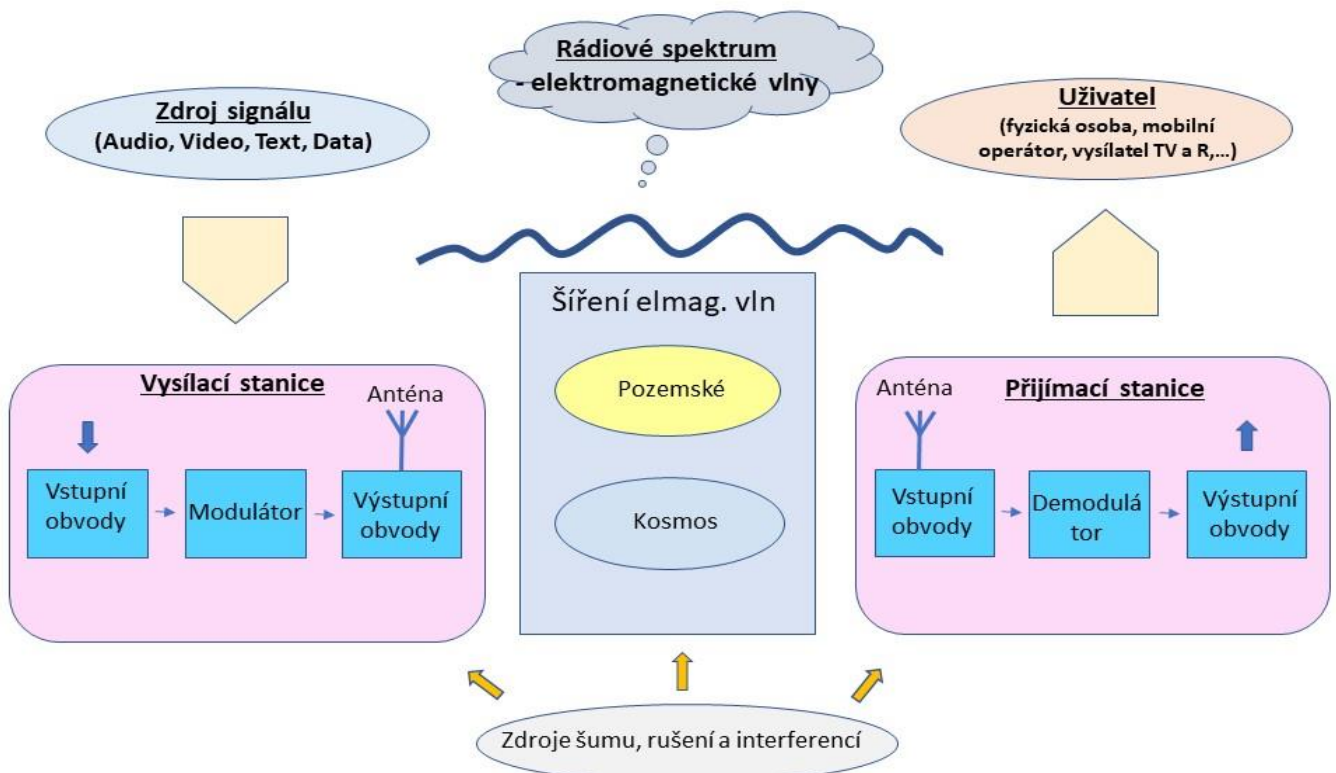 Rádiové spektrum
- elektromagnetické vlny
Zdroj signálu
(Audio, Video, Text, Data)
Uživatel
(fyzická osoba, mobilní
operátor, vysílatel TV a R,...)
Šíření elmag. vln
Pozemské
Kosmos
Vysílací stanice
Anténa
Vstupní
obvody
Modulátor
Výstupní
obvody
Přijímací stanice
Anténa
Vstupní
obvody
Demodulá
tor
Výstupní
obvody
Zdroje šumu, rušení a interferencí